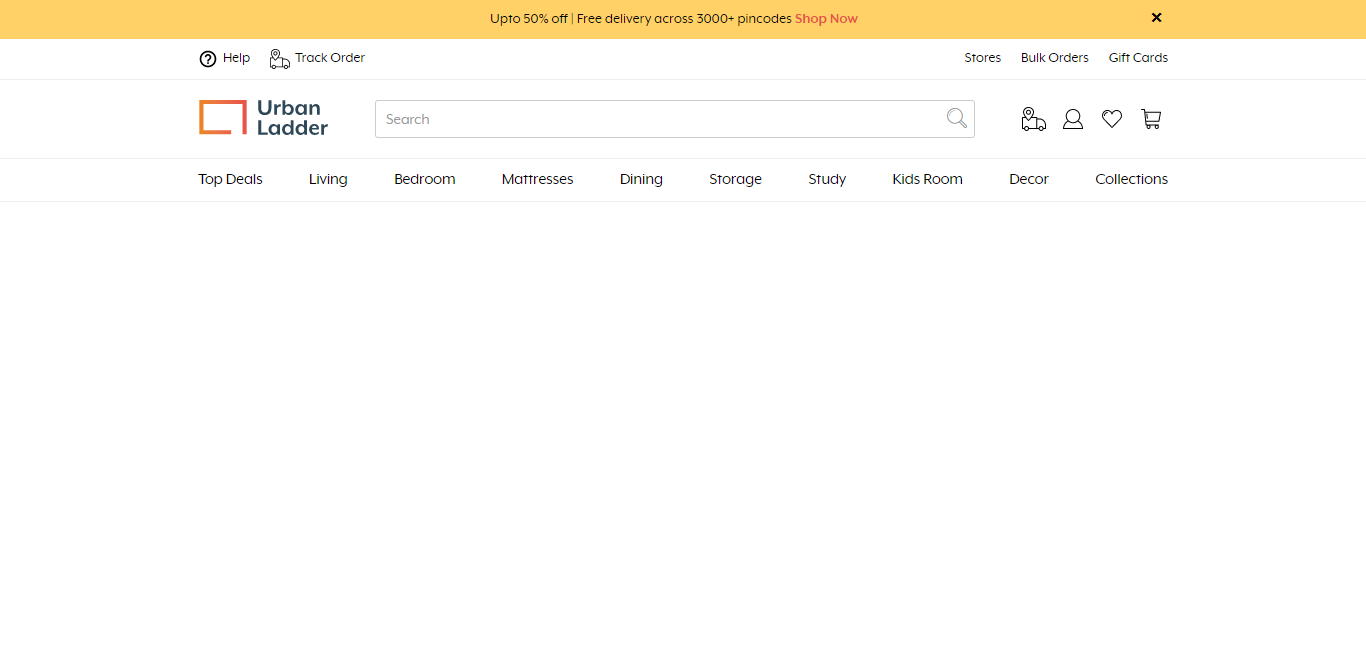 Upto 50% off | Free delivery across 3000+ pincodes Shop Now
Help Track Order Stores Bulk Orders Gift Cards
Urban
Ladder
Search
Top Deals Living Bedroom Mattresses Dining Storage Study Kids Room Decor Collections